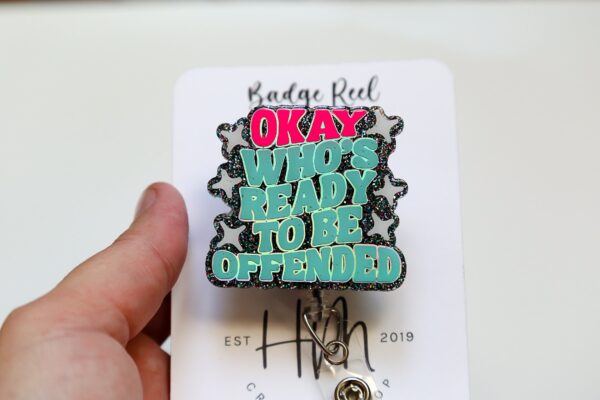 Badge Reel
OKAY
WHO'S
READY
TO BE
OFFENDED
EST 2019